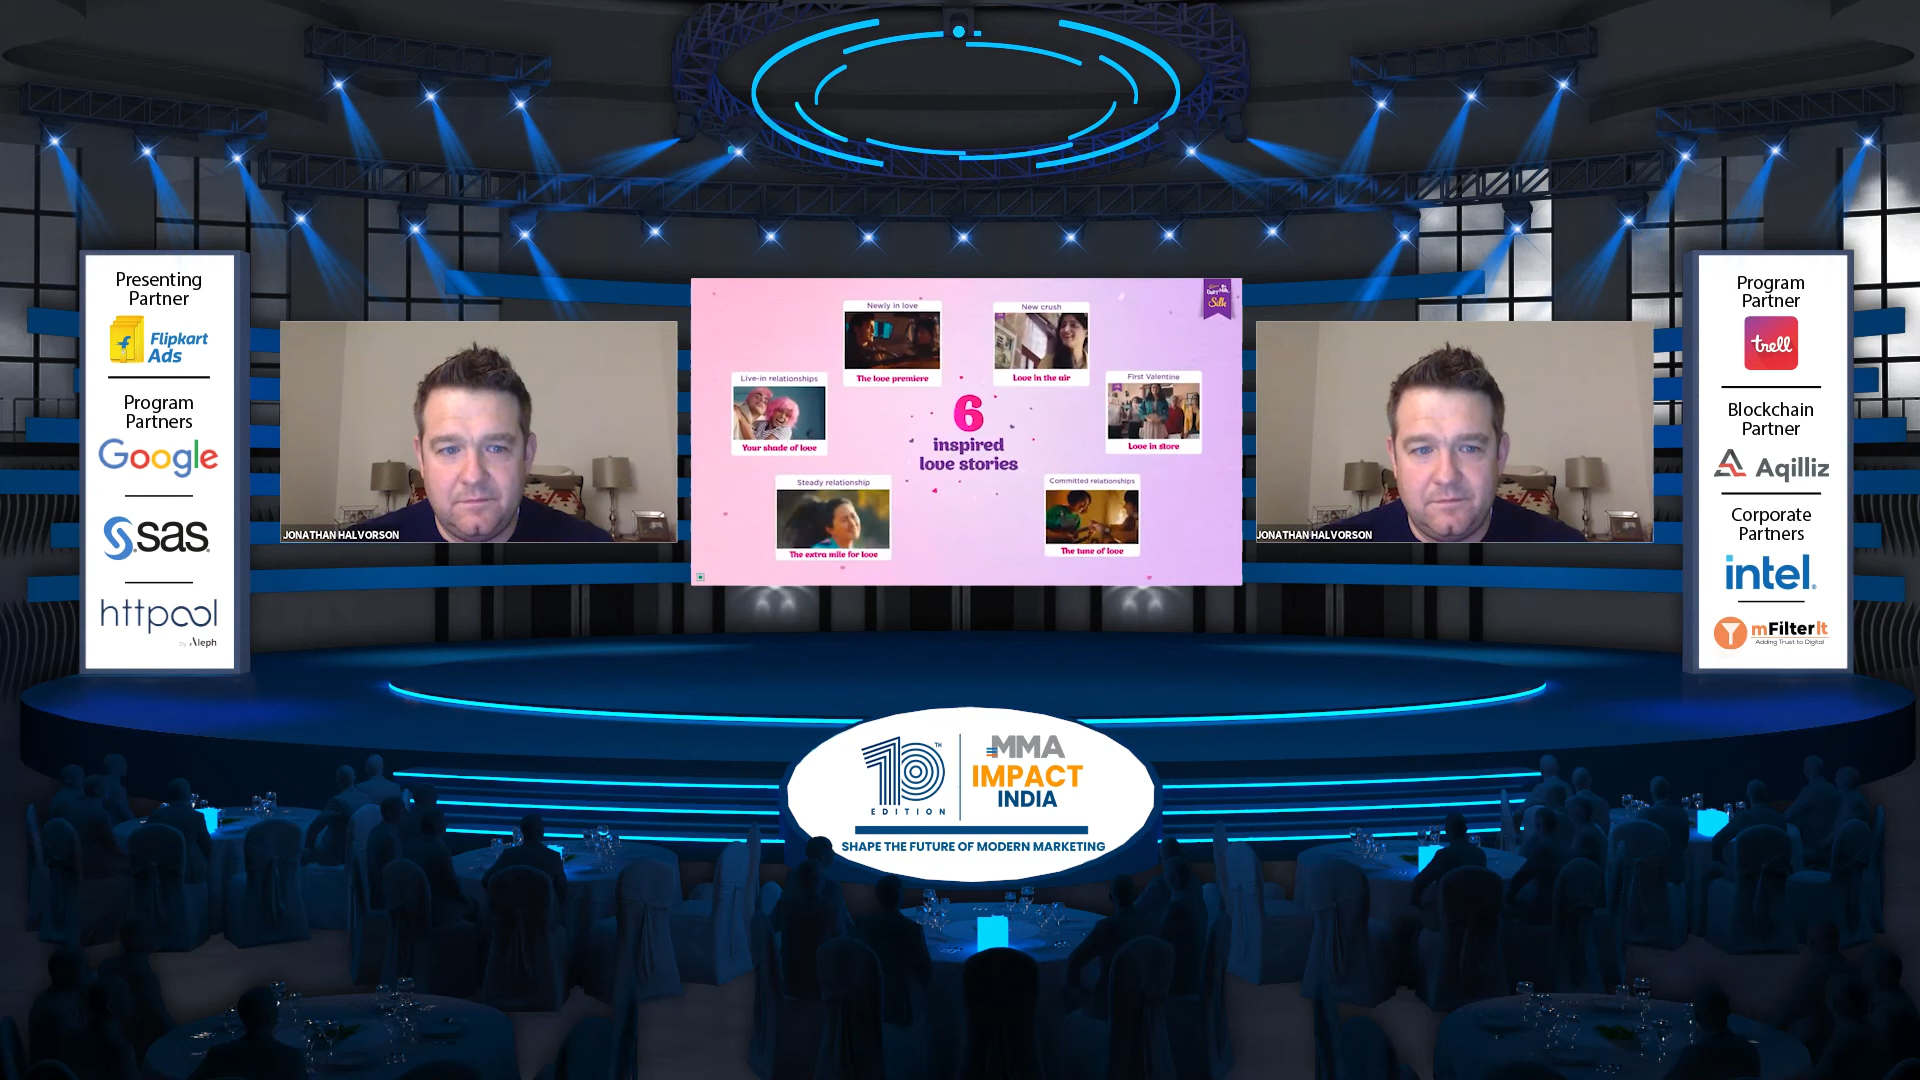 Presenting
Partner
Flipkart
Ads
Program
Partners
Google
sas
httpool
by Aleph
JONATHAN HALVORSON
Dairy Milk
Silk
Newly in love
The love premiere
New crush
Love in the air
Live-in relationships
Your shade of love
First Valentine
Love in store
6
inspired
love stories
Steady relationship
The extra mile for love
Committed relationships
The tune of love
JONATHAN HALVORSON
Program
Partner
trell
Blockchain
Partner
Aqilliz
Corporate
Partners
intel
mFilterIt
Adding Trust to Digital
10TH
EDITION
MMA
IMPACT
INDIA
SHAPE THE FUTURE OF MODERN MARKETING